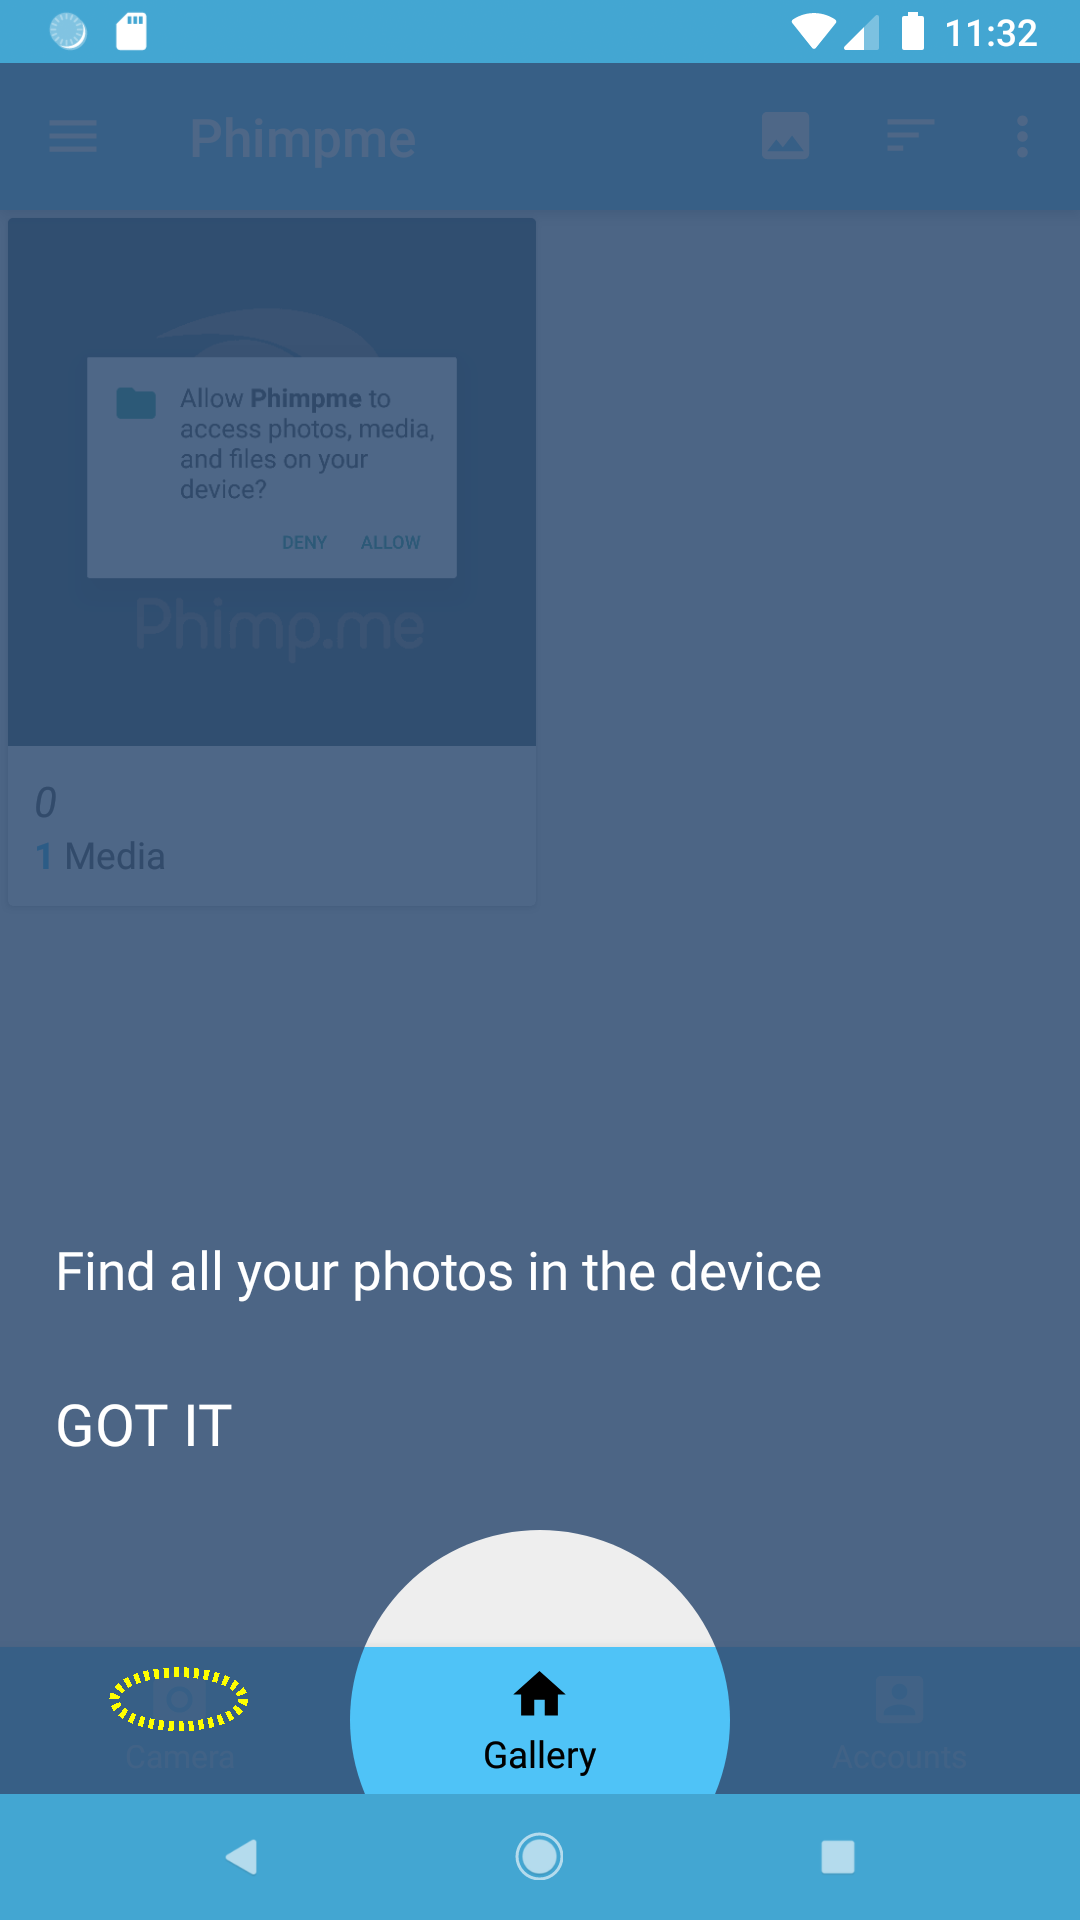 11:32
Phimpme
Allow Phimpme to
access photos, media,
and files on your
device?
DENY ALLOW
Phimp.me
0
1 Media
Find all your photos in the device
GOT IT
Camera Gallery Accounts